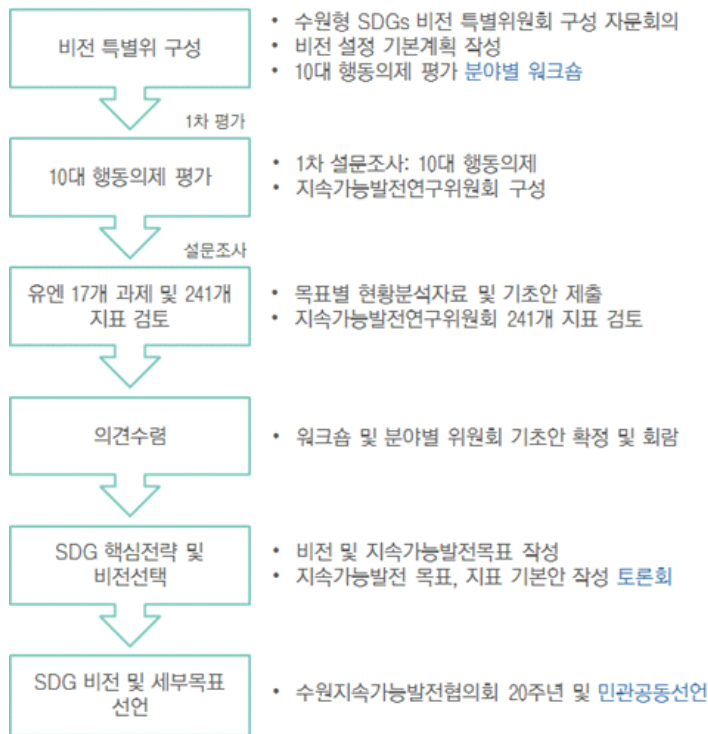 비전 특별위 구성
• 수원형 SDGs 비전 특별위원회 구성 자문회의
• 비전 설정 기본계획 작성
• 10대 행동의제 평가 분야별 워크숍
1차 평가
10대 행동의제 평가
• 1차 설문조사: 10대 행동의제
• 지속가능발전연구위원회 구성
설문조사
유엔 17개 과제 및 241개
지표 검토
• 목표별 현황분석자료 및 기초안 제출
• 지속가능발전연구위원회 241개 지표 검토
의견수렴
• 워크숍 및 분야별 위원회 기초안 확정 및 회람
SDG 핵심전략 및
비전선택
• 비전 및 지속가능발전목표 작성
• 지속가능발전 목표, 지표 기본안 작성 토론회
SDG 비전 및 세부목표
선언
• 수원지속가능발전협의회 20주년 및 민관공동선언